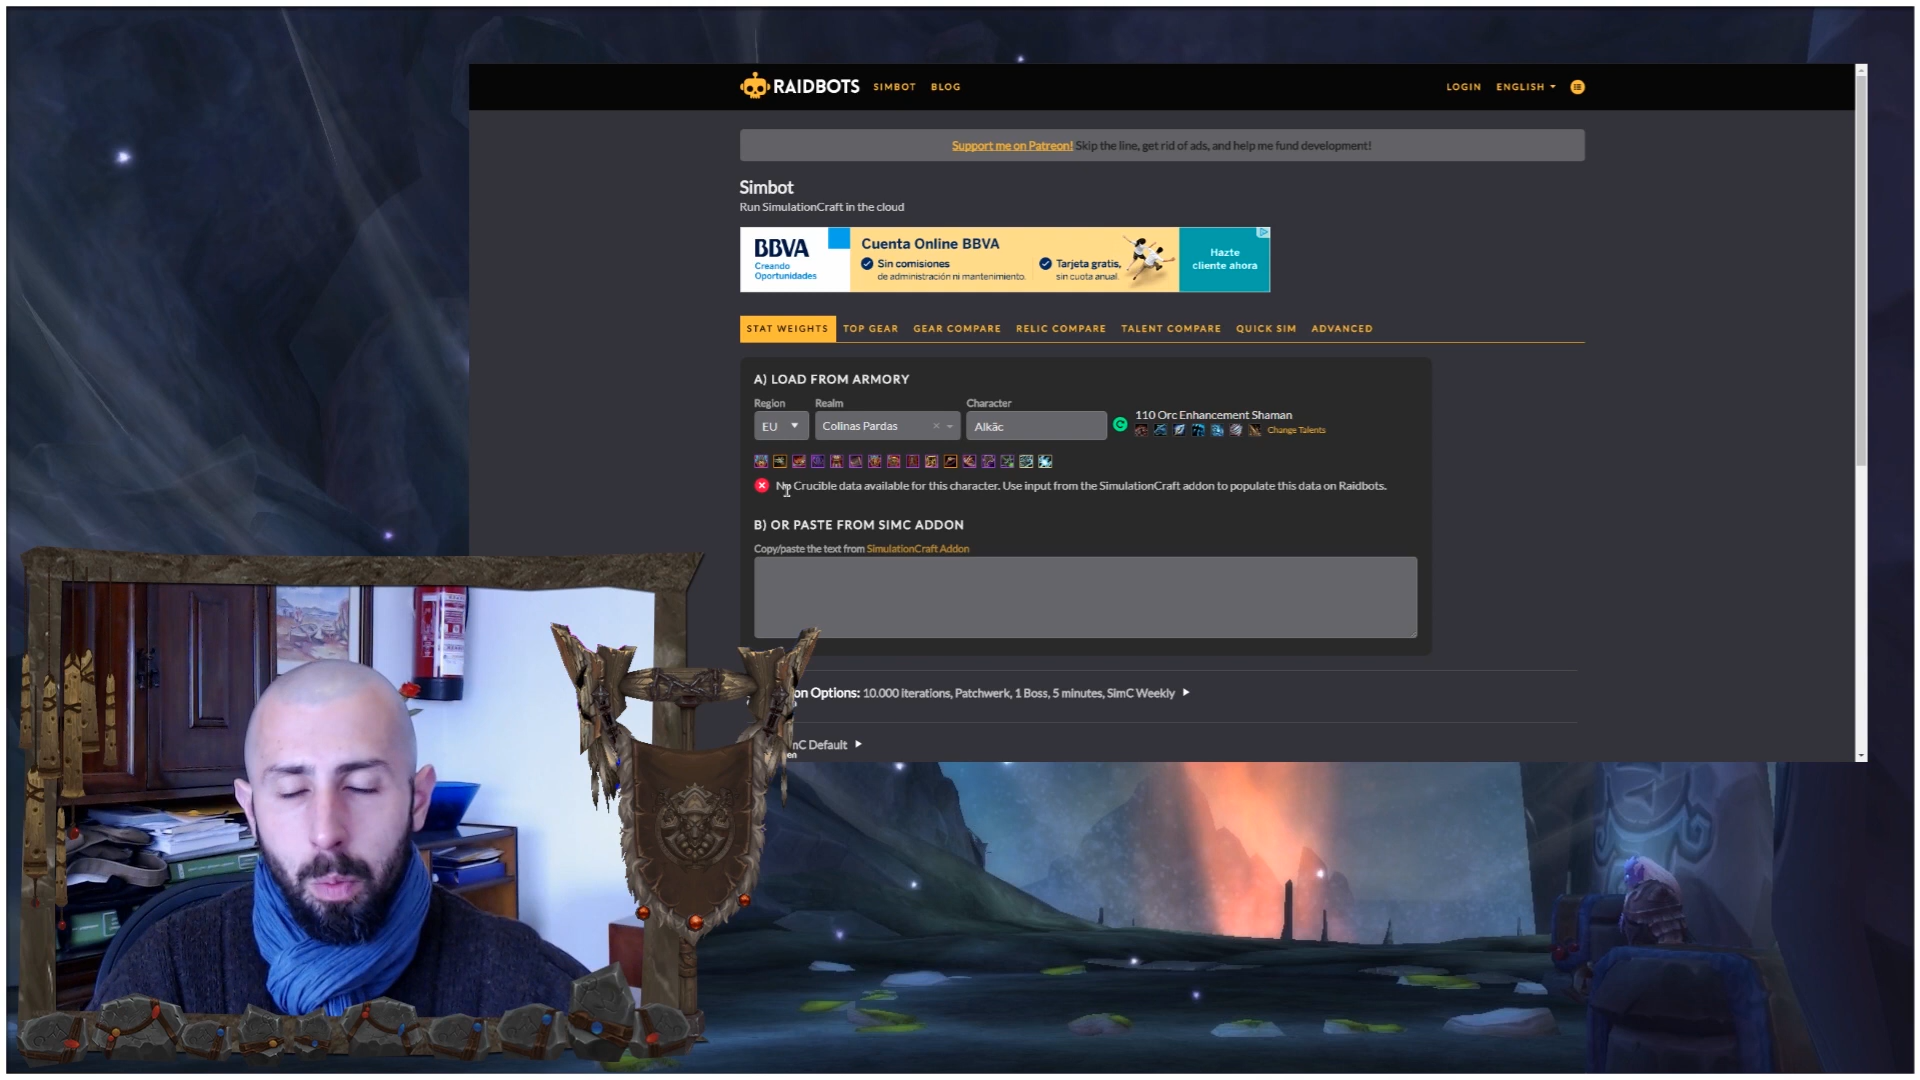 RAIDBOTS SIMBOT BLOG LOGIN ENGLISH
Support me on Patreon! Skip the line, get rid of ads, and help me fund development!
Simbot
Run SimulationCraft in the cloud
BBVA
Creando
Oportunidades
Cuenta Online BBVA
Sin comisiones
de administración ni mantenimiento.
Tarjeta gratis,
sin cuota anual.
Hazte
cliente ahora
STAT WEIGHTS TOP GEAR GEAR COMPARE RELIC COMPARE TALENT COMPARE QUICK SIM ADVANCED
A) LOAD FROM ARMORY
Region Realm Character
EU Colinas Pardas × Alkãc
110 Orc Enhancement Shaman
Change Talents
No Crucible data available for this character. Use input from the SimulationCraft addon to populate this data on Raidbots.
B) OR PASTE FROM SIMC ADDON
Copy/paste the text from SimulationCraft Addon
on Options: 10.000 iterations, Patchwerk, 1 Boss, 5 minutes, SimC Weekly
mC Default
en